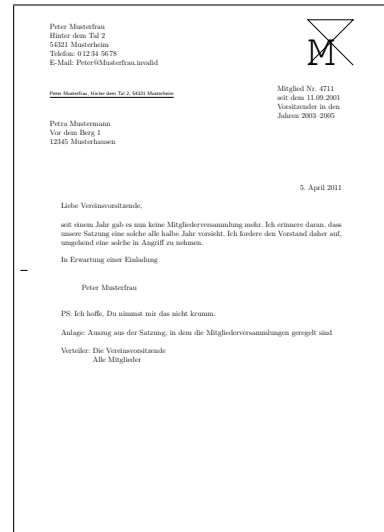 Peter Musterfrau
Hinter dem Tal 2
54321 Musterheim
Telefon: 0 12 34 56 78
E-Mail: Peter@Musterfrau.invalid
M
Peter Musterfrau, Hinter dem Tal 2, 54321 Musterheim
Mitglied Nr. 4711
seit dem 11.09.2001
Vorsitzender in den
Jahren 2003–2005
Petra Mustermann
Vor dem Berg 1
12345 Musterhausen
5. April 2011
Liebe Vereinsvorsitzende,
seit einem Jahr gab es nun keine Mitgliederversammlung mehr. Ich erinnere daran, dass
unsere Satzung eine solche alle halbe Jahr vorsieht. Ich fordere den Vorstand daher auf,
umgehend eine solche in Angriff zu nehmen.
In Erwartung einer Einladung
Peter Musterfrau
PS: Ich hoffe, Du nimmst mir das nicht krumm.
Anlage: Auszug aus der Satzung, in dem die Mitgliederversammlungen geregelt sind
Verteiler: Die Vereinsvorsitzende
Alle Mitglieder